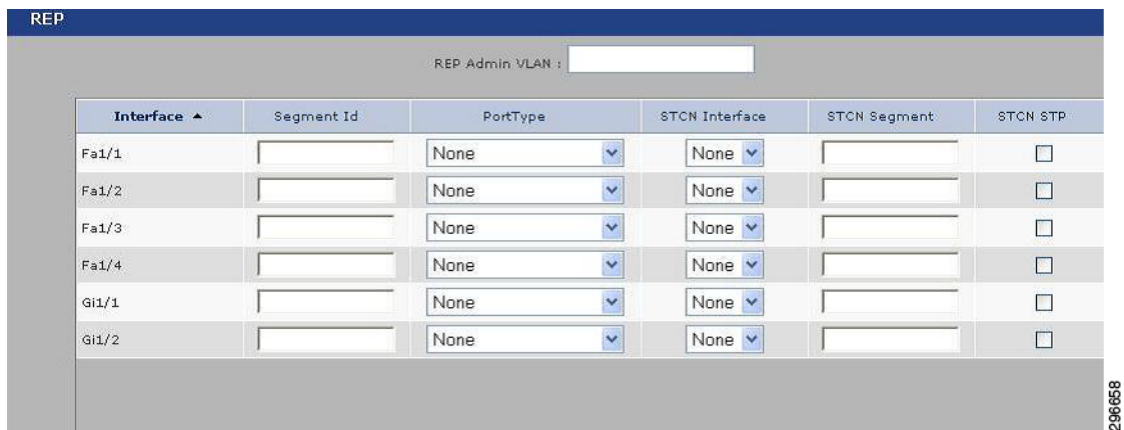 REP
REP Admin VLAN :
Interface ▲ Segment Id PortType STCN Interface STCN Segment STCN STP
Fa1/1 None None
Fa1/2 None None
Fa1/3 None None
Fa1/4 None None
Gi1/1 None None
Gi1/2 None None
296658